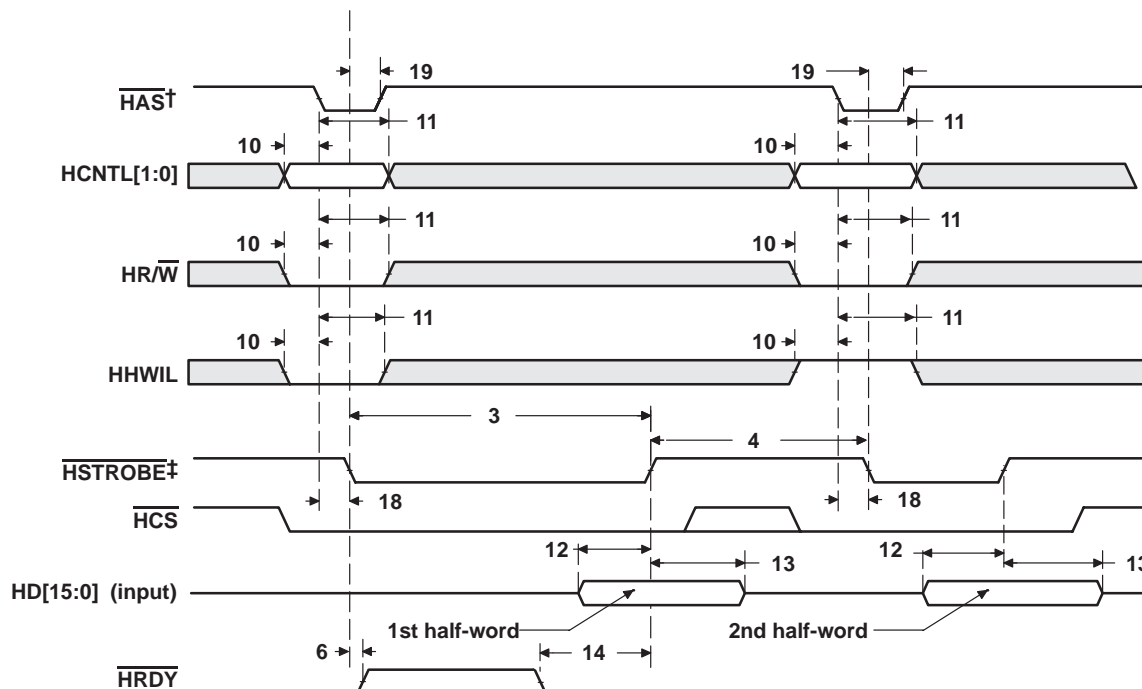 19 19
HAS†
11 11
10 10
HCNTL[1:0]
11 11
10 10
HR/W
11 11
10 10
HHWIL
3
4
HSTROBE‡
18 18
HCS
12 12
13 13
HD[15:0] (input)
1st half-word 2nd half-word
6 14
HRDY